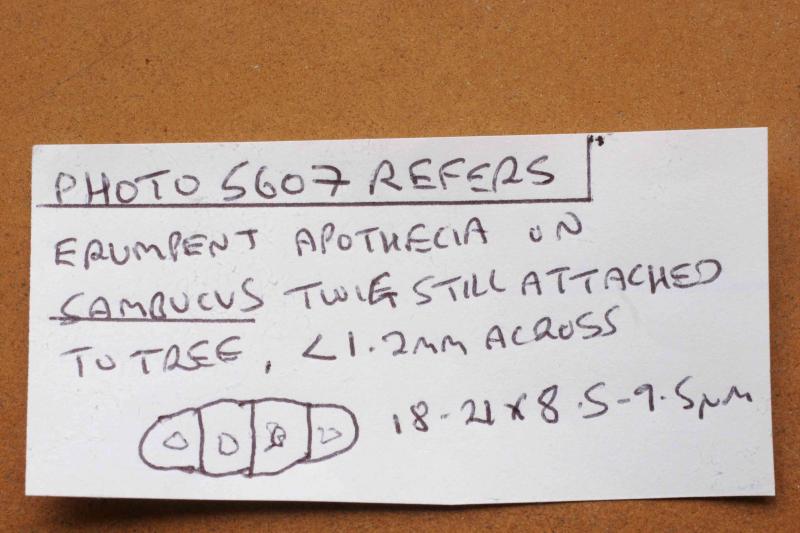 PHOTO 5607 REFERS
ERUMPENT APOTHECIA ON
SAMBUCUS TWIG STILL ATTACHED
TO TREE, <1.2mm ACROSS
18-21 x 8.5-9.5µm